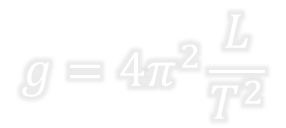 g = 4π² L/T²